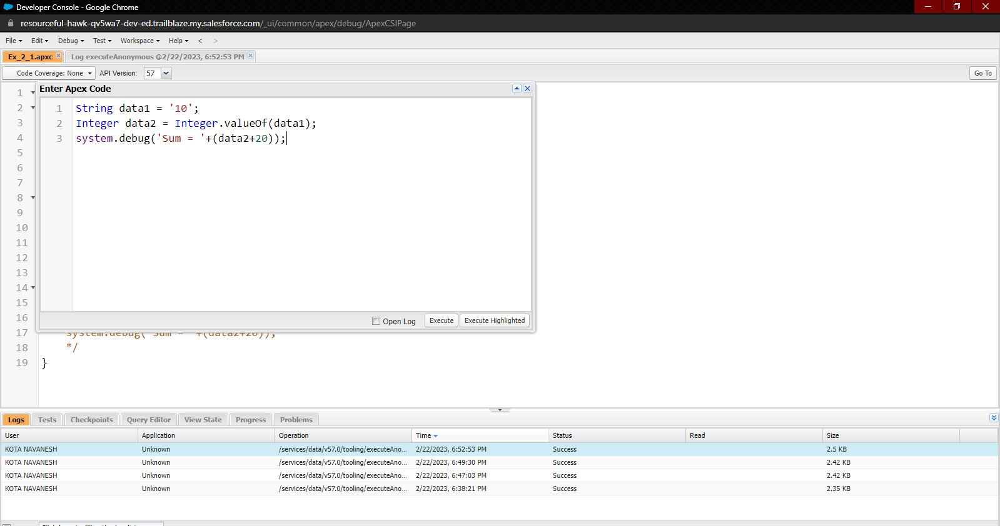 Developer Console - Google Chrome
resourceful-hawk-qv5wa7-dev-ed.trailblaze.my.salesforce.com/_ui/common/apex/debug/ApexCSIPage
File Edit Debug Test Workspace Help < >
Ex_2_1.apxc Log executeAnonymous @2/22/2023, 6:52:53 PM
Code Coverage: None API Version: 57 Go To
Enter Apex Code
1 String data1 = '10';
2 Integer data2 = Integer.valueOf(data1);
3 system.debug('Sum = '+(data2+20));
Open Log Execute Execute Highlighted
1
2
3
4
5
6
7
8
9
10
11
12
13
14
15
16
17 system.debug('Sum = '+(data2+20));
18 */
19 }
Logs Tests Checkpoints Query Editor View State Progress Problems
User Application Operation Time Status Read Size
KOTA NAVANESH Unknown /services/data/v57.0/tooling/executeAno... 2/22/2023, 6:52:53 PM Success 2.5 KB
KOTA NAVANESH Unknown /services/data/v57.0/tooling/executeAno... 2/22/2023, 6:49:30 PM Success 2.42 KB
KOTA NAVANESH Unknown /services/data/v57.0/tooling/executeAno... 2/22/2023, 6:47:03 PM Success 2.42 KB
KOTA NAVANESH Unknown /services/data/v57.0/tooling/executeAno... 2/22/2023, 6:38:21 PM Success 2.35 KB